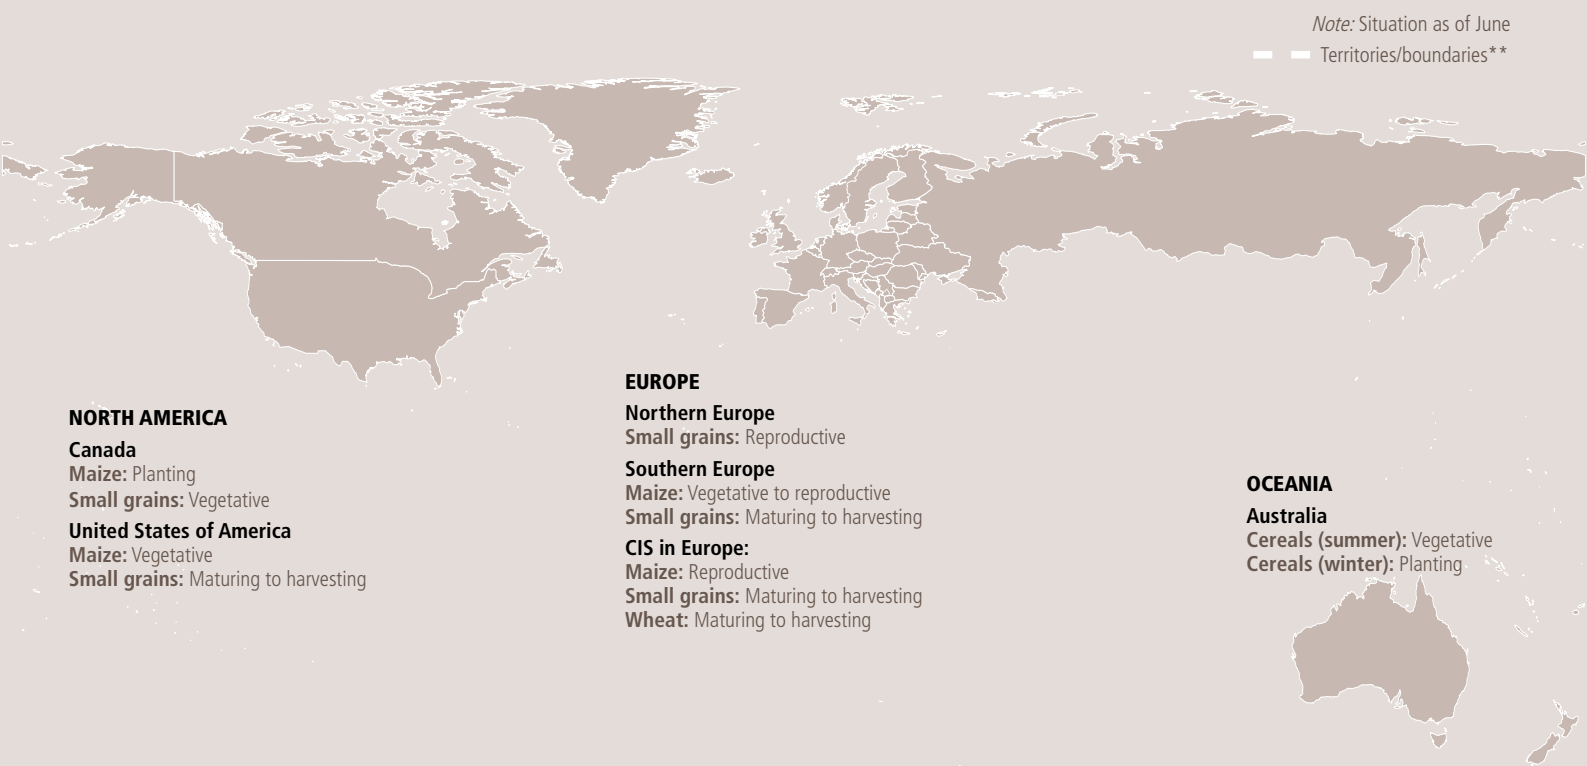 Note: Situation as of June
Territories/boundaries**
NORTH AMERICA
Canada
Maize: Planting
Small grains: Vegetative
United States of America
Maize: Vegetative
Small grains: Maturing to harvesting
EUROPE
Northern Europe
Small grains: Reproductive
Southern Europe
Maize: Vegetative to reproductive
Small grains: Maturing to harvesting
CIS in Europe:
Maize: Reproductive
Small grains: Maturing to harvesting
Wheat: Maturing to harvesting
OCEANIA
Australia
Cereals (summer): Vegetative
Cereals (winter): Planting